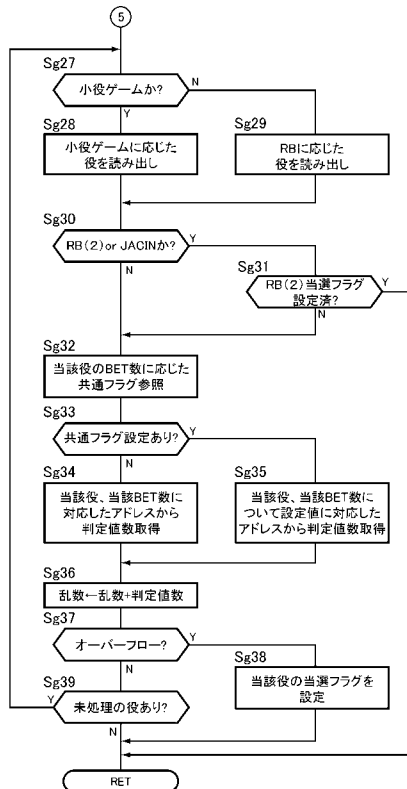 5
Sg27
小役ゲームか?
N
Y
Sg28
小役ゲームに応じた
役を読み出し
Sg29
RBに応じた
役を読み出し
Sg30
RB(2)or JACINか?
Y
N
Sg31
RB(2)当選フラグ
設定済?
Y
N
Sg32
当該役のBET数に応じた
共通フラグ参照
Sg33
共通フラグ設定あり?
Y
N
Sg34
当該役、当該BET数に
対応したアドレスから
判定値数取得
Sg35
当該役、当該BET数に
ついて設定値に対応した
アドレスから判定値数取得
Sg36
乱数←乱数+判定値数
Sg37
オーバーフロー?
Y
N
Sg38
当該役の当選フラグを
設定
Sg39
Y
未処理の役あり?
N
RET